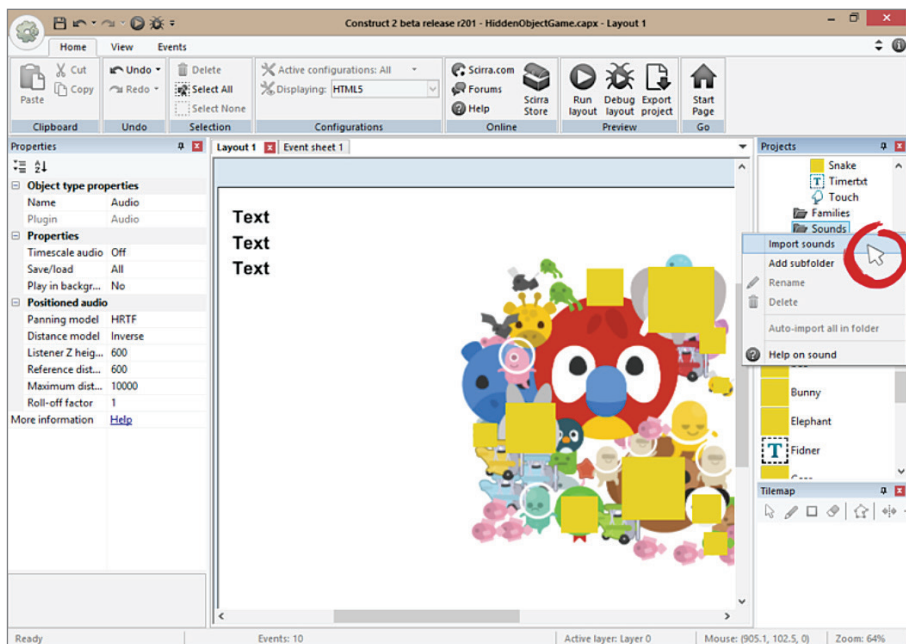 Construct 2 beta release r201 - HiddenObjectGame.capx - Layout 1
Home View Events
Paste
Cut
Copy
Clipboard
Undo
Redo
Undo
Delete
Select All
Select None
Selection
Active configurations: All
Displaying: HTML5
Configurations
Scirra.com
Forums
Help
Scirra
Store
Online
Run
layout
Debug
layout
Export
project
Preview
Start
Page
Go
Properties
Object type properties
Name Audio
Plugin Audio
Properties
Timescale audio Off
Save/load All
Play in backgr... No
Positioned audio
Panning model HRTF
Distance model Inverse
Listener Z heig... 600
Reference dist... 600
Maximum dist... 10000
Roll-off factor 1
More information Help
Layout 1 Event sheet 1
Text
Text
Text
Projects
Snake
Timertxt
Touch
Families
Sounds
Import sounds
Add subfolder
Rename
Delete
Auto-import all in folder
Help on sound
Bunny
Elephant
T Fidner
Tilemap
Ready Events: 10 Active layer: Layer 0 Mouse: (905.1, 102.5, 0) Zoom: 64%